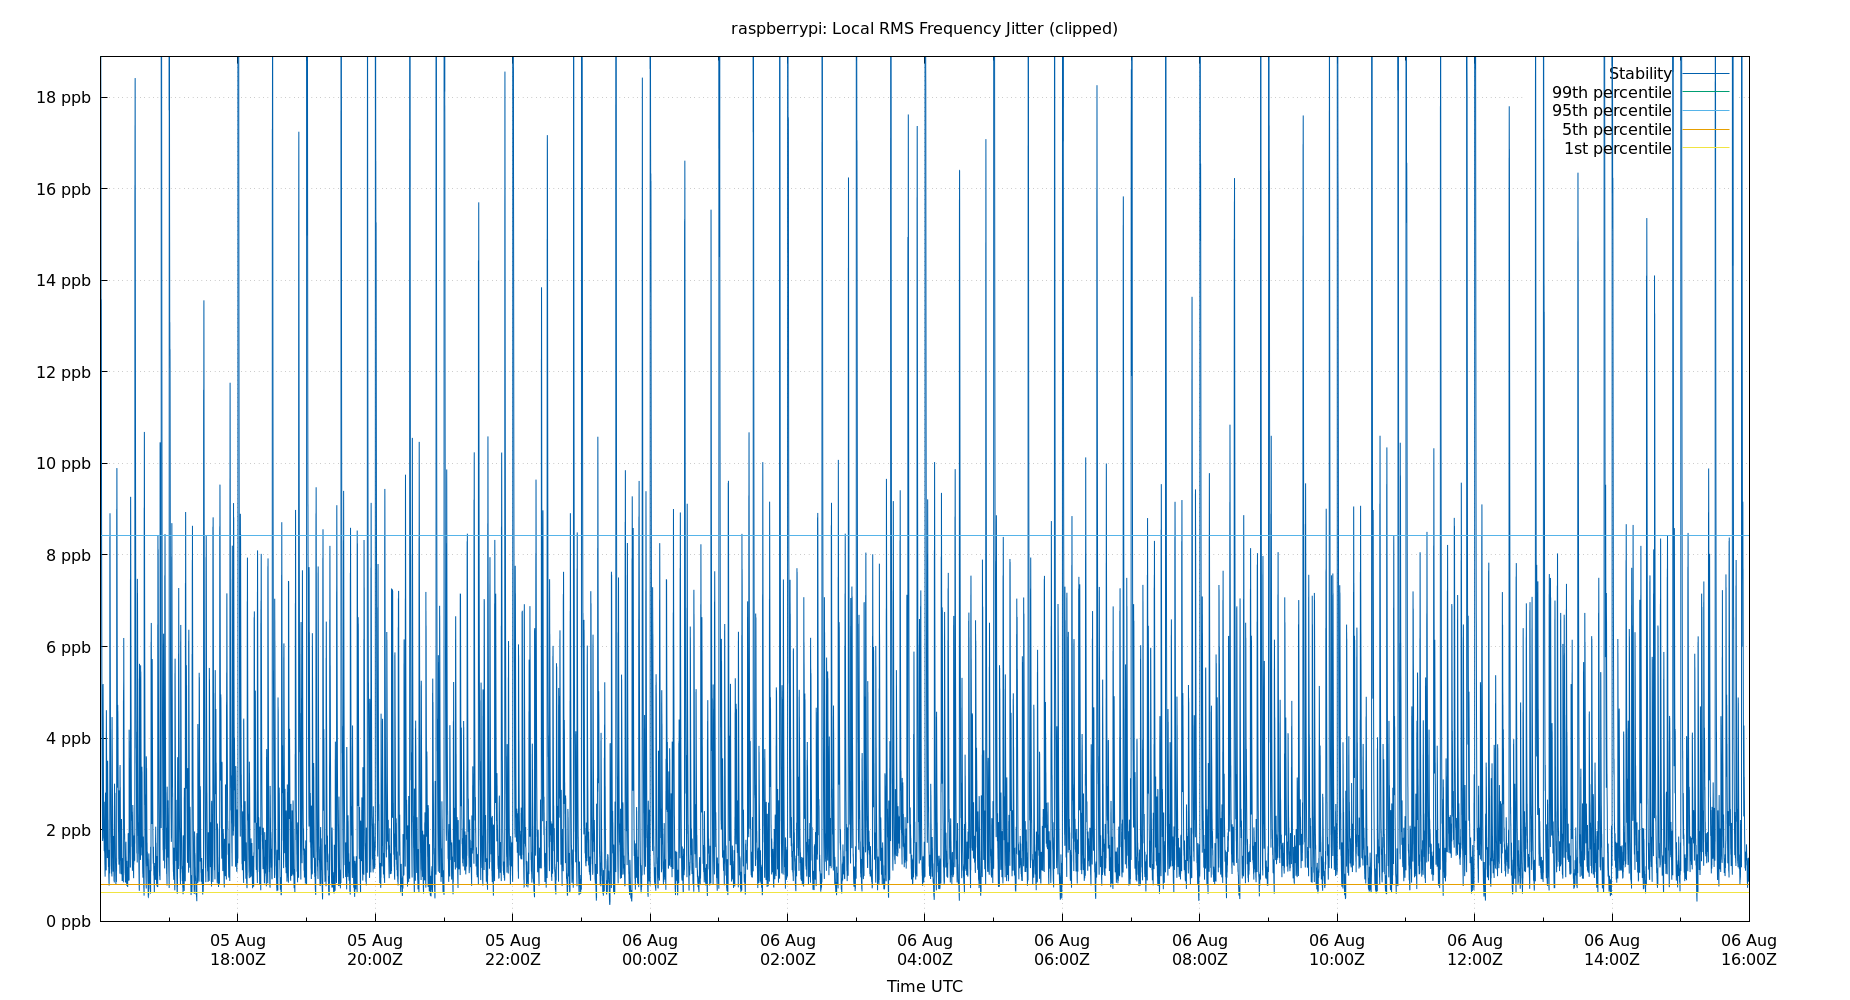 raspberrypi: Local RMS Frequency Jitter (clipped)
Stability
99th percentile
95th percentile
5th percentile
1st percentile
18 ppb
16 ppb
14 ppb
12 ppb
10 ppb
8 ppb
6 ppb
4 ppb
2 ppb
0 ppb
05 Aug 05 Aug 05 Aug 06 Aug 06 Aug 06 Aug 06 Aug 06 Aug 06 Aug 06 Aug 06 Aug 06 Aug
18:00Z 20:00Z 22:00Z 00:00Z 02:00Z 04:00Z 06:00Z 08:00Z 10:00Z 12:00Z 14:00Z 16:00Z
Time UTC